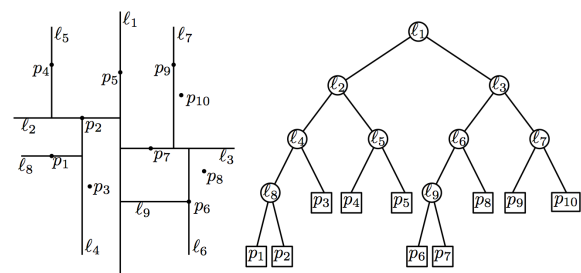 ℓ1
ℓ5 ℓ7
p4 p5 p9
p10
ℓ2 p2
ℓ8 p1 p7 ℓ3
p3 p8
ℓ9 p6
ℓ4 ℓ6
ℓ1
ℓ2 ℓ3
ℓ4 ℓ5 ℓ6 ℓ7
ℓ8 p3 p4 p5 ℓ9 p8 p9 p10
p1 p2 p6 p7